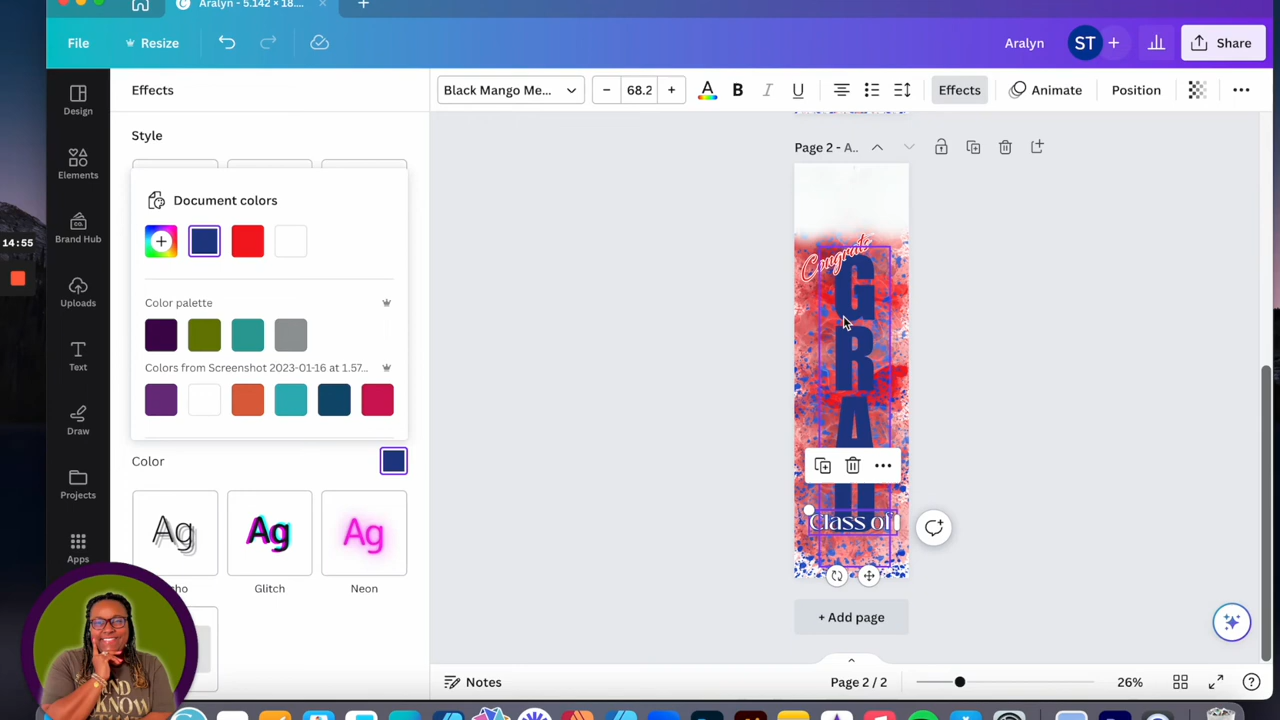 Aralyn - 5.142 × 18....
File
Resize
Aralyn
ST
Share
Design
Elements
Brand Hub
Uploads
Text
Draw
Projects
Apps
14:55
Effects
Style
Document colors
Color palette
Colors from Screenshot 2023-01-16 at 1.57...
Color
Ag
Ag
Ag
Glitch
Neon
Black Mango Me...
68.2
A
B
I
U
Effects
Animate
Position
Page 2 - A..
Congrats
G
R
A
Class of
+ Add page
Notes
Page 2 / 2
26%